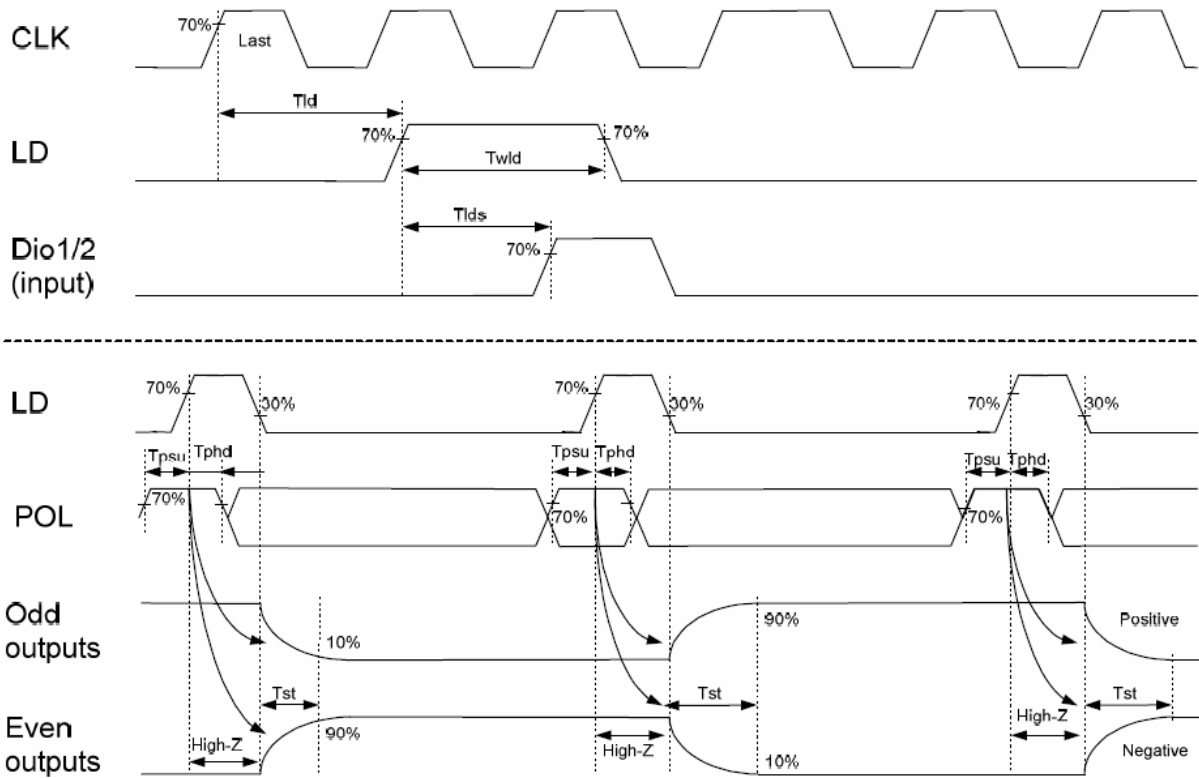 CLK
70%
Last
Tld
LD
70%
70%
Twld
Tlds
Dio1/2
(input)
70%
LD
70%
30%
70%
30%
70%
30%
Tpsu
Tphd
Tpsu
Tphd
Tpsu
Tphd
POL
70%
70%
70%
Odd
outputs
10%
90%
Positive
Tst
Tst
Tst
Even
outputs
High-Z
90%
High-Z
10%
High-Z
Negative